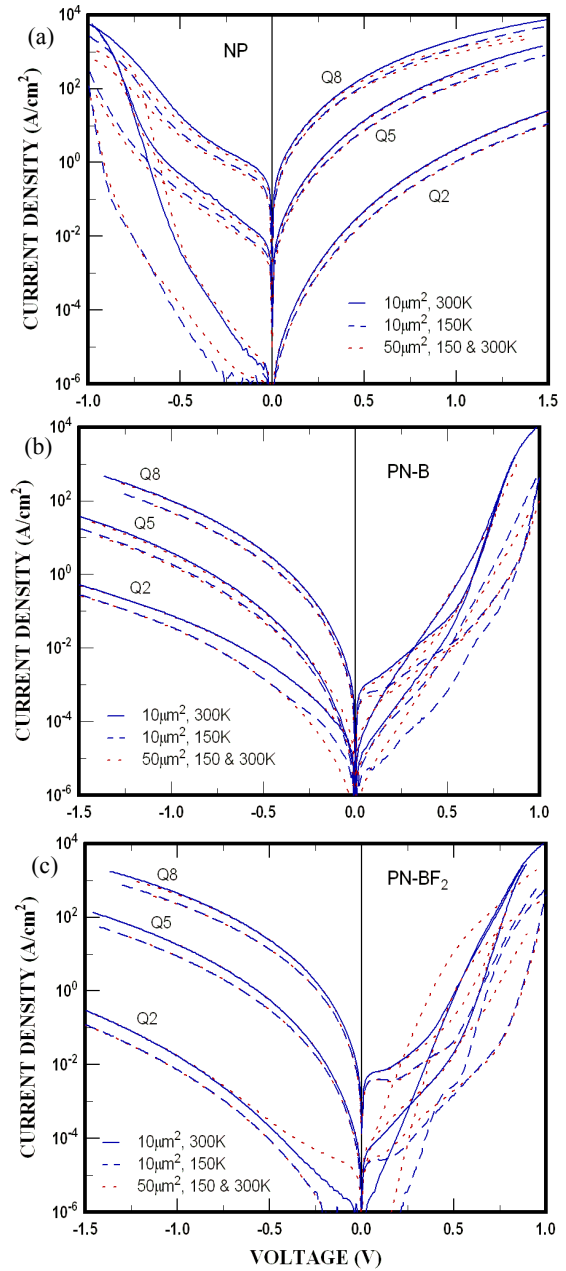 (a)
NP
Q8
Q5
Q2
CURRENT DENSITY (A/cm²)
10⁴
10²
10⁰
10⁻²
10⁻⁴
10⁻⁶
10μm², 300K
10μm², 150K
50μm², 150 & 300K
-1.0 -0.5 0.0 0.5 1.0 1.5
(b)
PN-B
Q8
Q5
Q2
CURRENT DENSITY (A/cm²)
10⁴
10²
10⁰
10⁻²
10⁻⁴
10⁻⁶
10μm², 300K
10μm², 150K
50μm², 150 & 300K
-1.5 -1.0 -0.5 0.0 0.5 1.0
(c)
PN-BF₂
Q8
Q5
Q2
CURRENT DENSITY (A/cm²)
10⁴
10²
10⁰
10⁻²
10⁻⁴
10⁻⁶
10μm², 300K
10μm², 150K
50μm², 150 & 300K
-1.5 -1.0 -0.5 0.0 0.5 1.0
VOLTAGE (V)